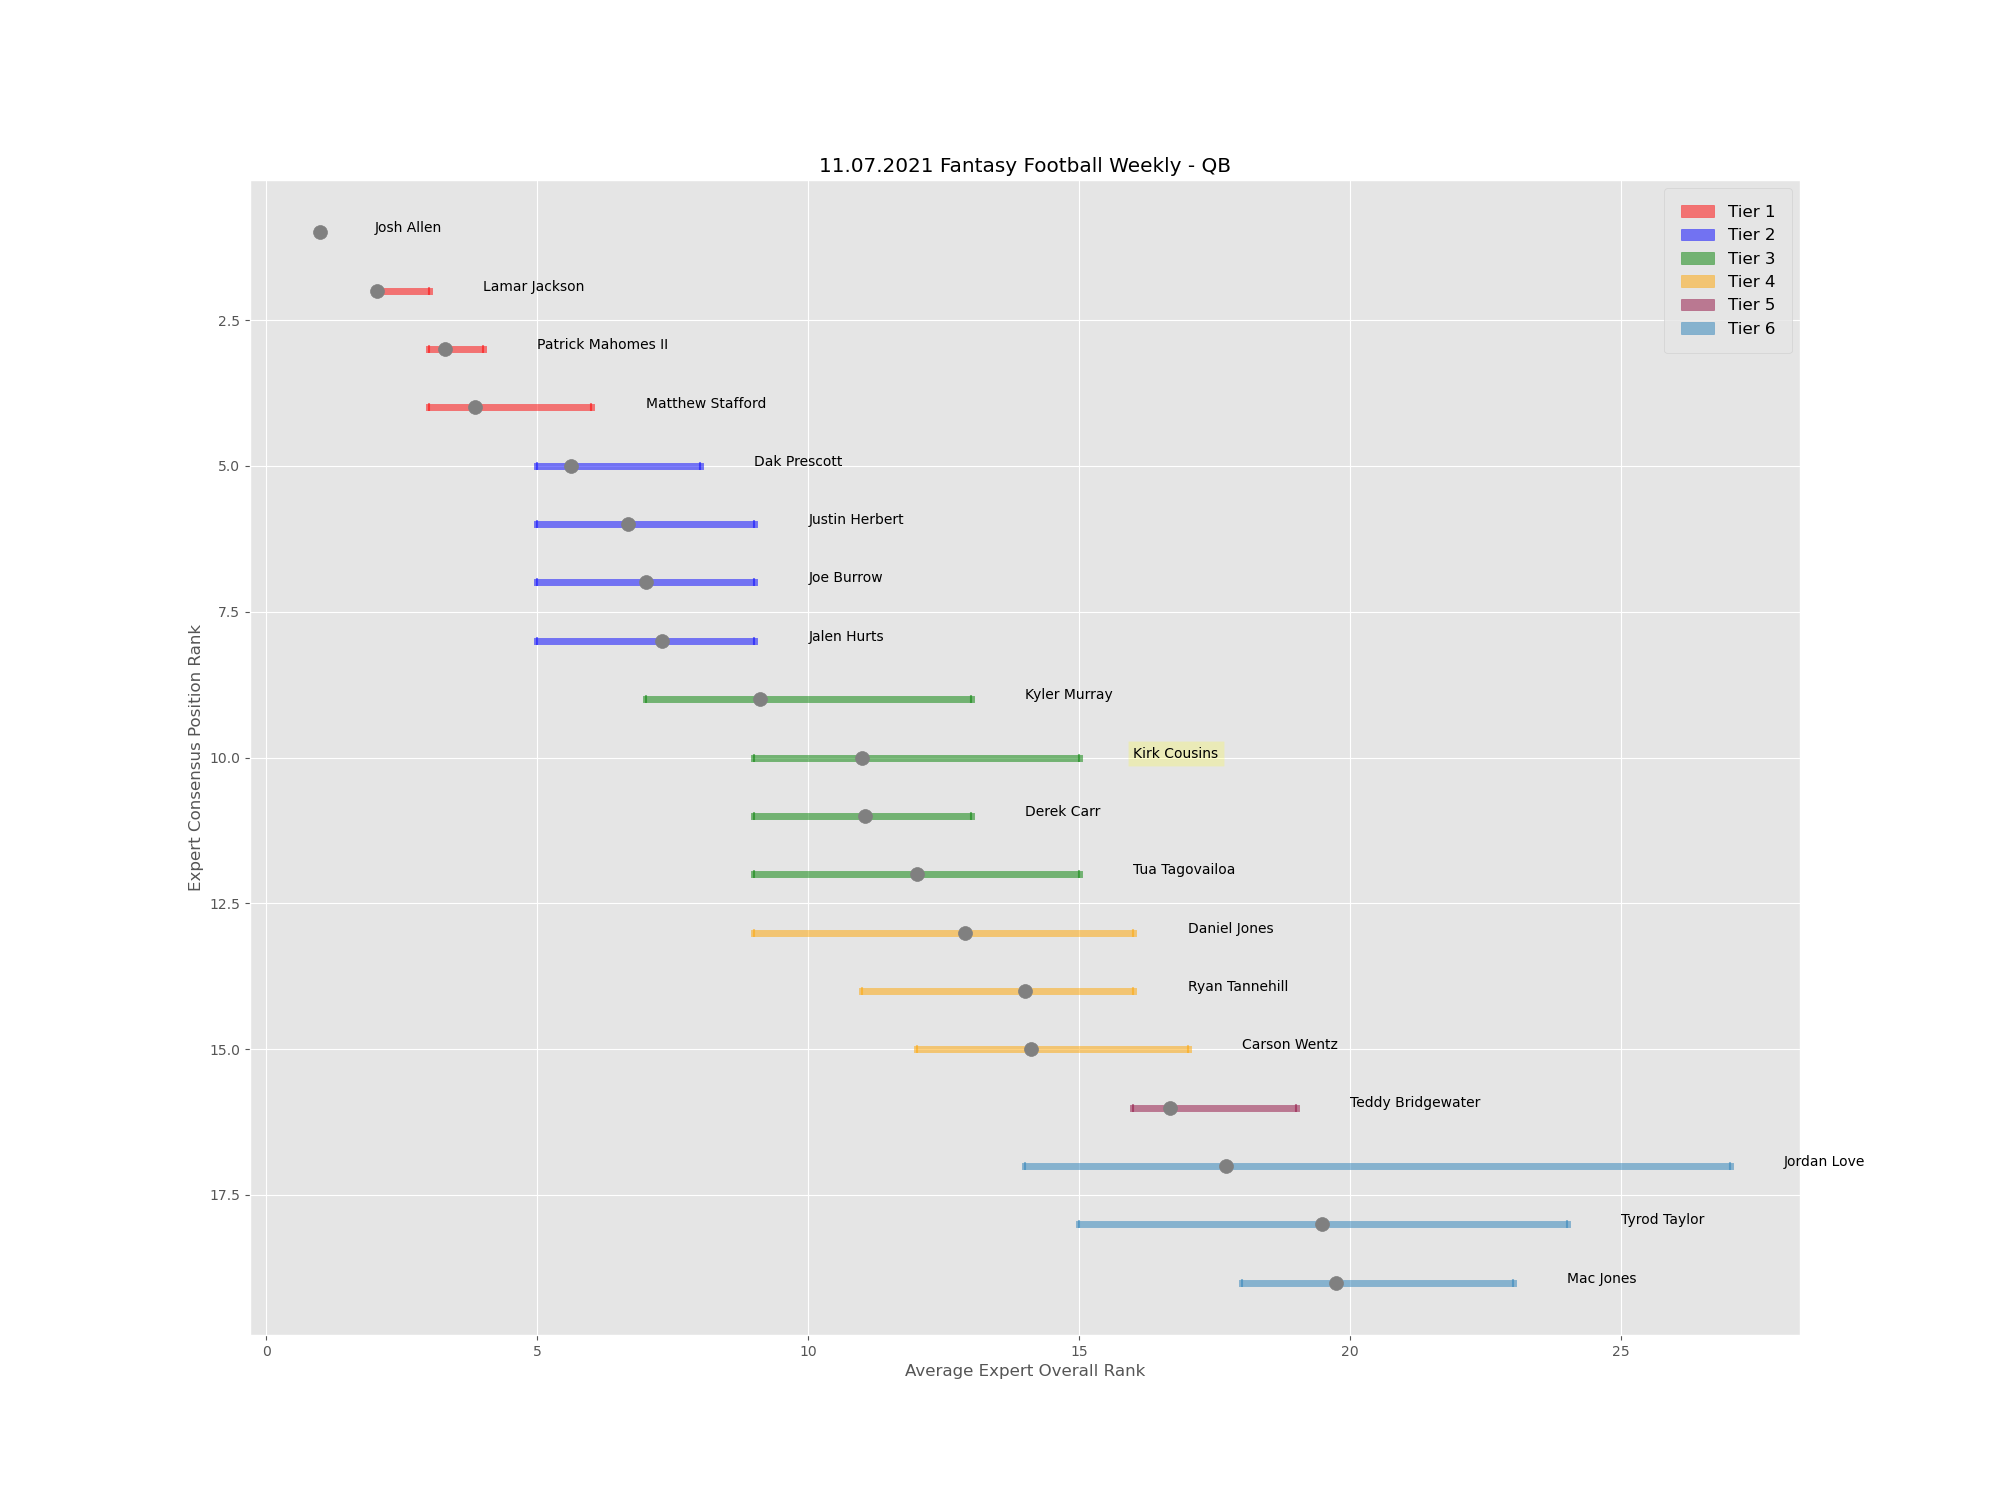 11.07.2021 Fantasy Football Weekly - QB
Tier 1
Tier 2
Tier 3
Tier 4
Tier 5
Tier 6
Josh Allen
Lamar Jackson
Patrick Mahomes II
Matthew Stafford
Dak Prescott
Justin Herbert
Joe Burrow
Jalen Hurts
Kyler Murray
Kirk Cousins
Derek Carr
Tua Tagovailoa
Daniel Jones
Ryan Tannehill
Carson Wentz
Teddy Bridgewater
Jordan Love
Tyrod Taylor
Mac Jones
Expert Consensus Position Rank
2.5
5.0
7.5
10.0
12.5
15.0
17.5
0
5
10
15
20
25
Average Expert Overall Rank